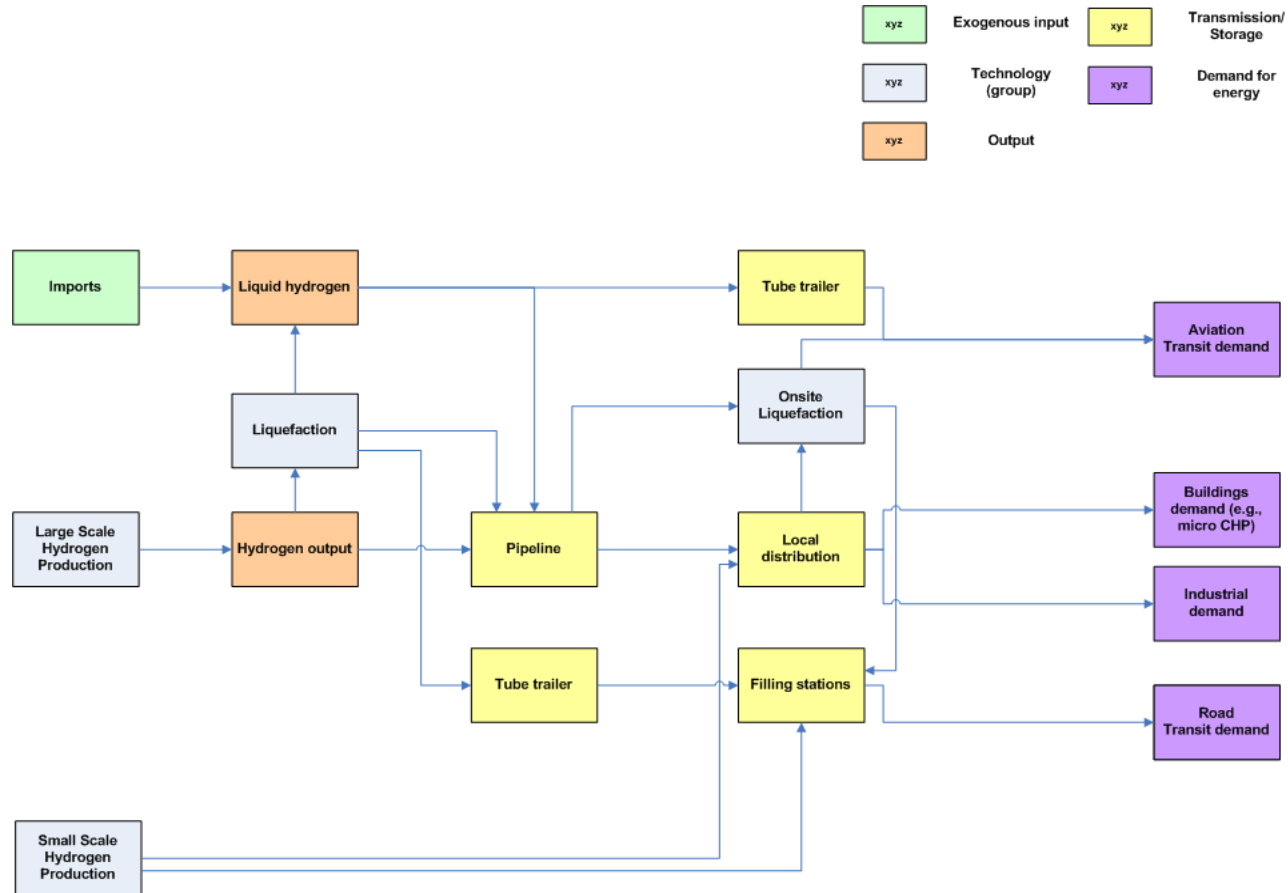 xyz
Exogenous input
xyz
Transmission/
Storage
xyz
Technology
(group)
xyz
Demand for
energy
xyz
Output
Imports
Liquid hydrogen
Tube trailer
Aviation
Transit demand
Liquefaction
Onsite
Liquefaction
Buildings
demand (e.g.,
micro CHP)
Large Scale
Hydrogen
Production
Hydrogen output
Pipeline
Local
distribution
Industrial
demand
Tube trailer
Filling stations
Road
Transit demand
Small Scale
Hydrogen
Production